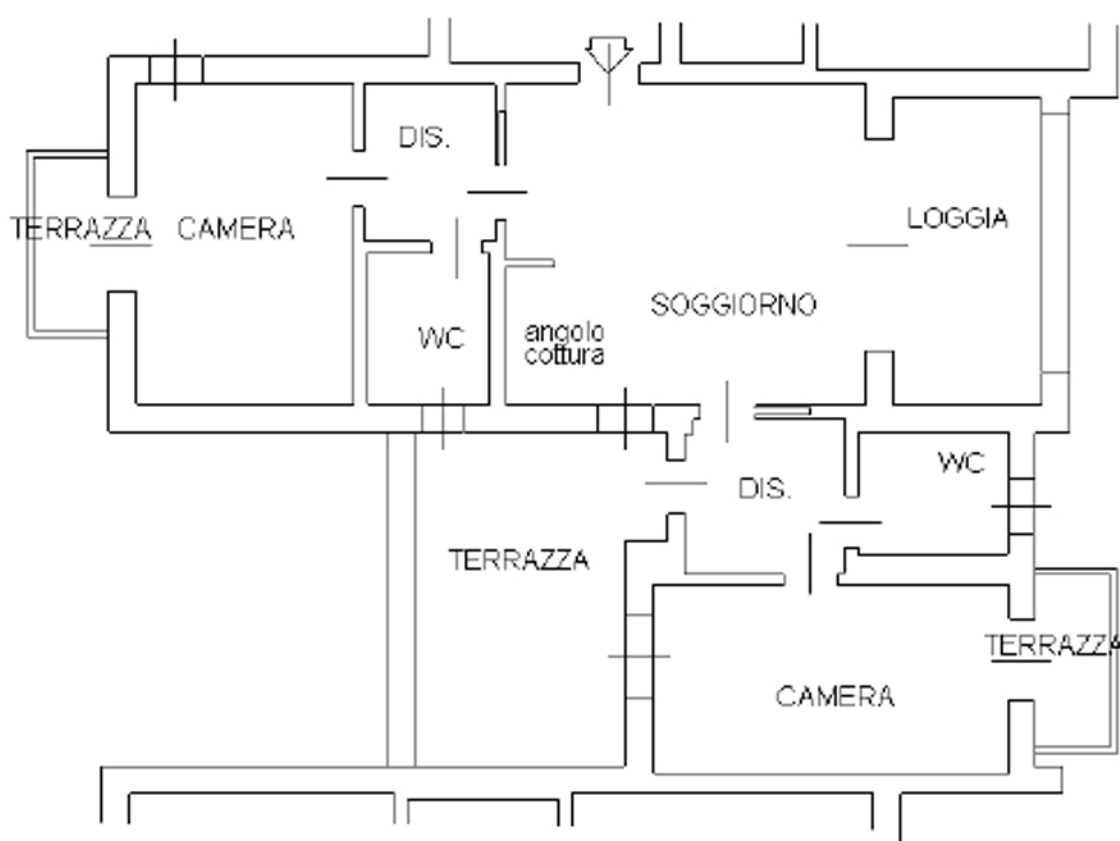 DIS.
TERRAZZA
CAMERA
LOGGIA
SOGGIORNO
WC
angolo
cottura
WC
DIS.
TERRAZZA
TERRAZZA
CAMERA